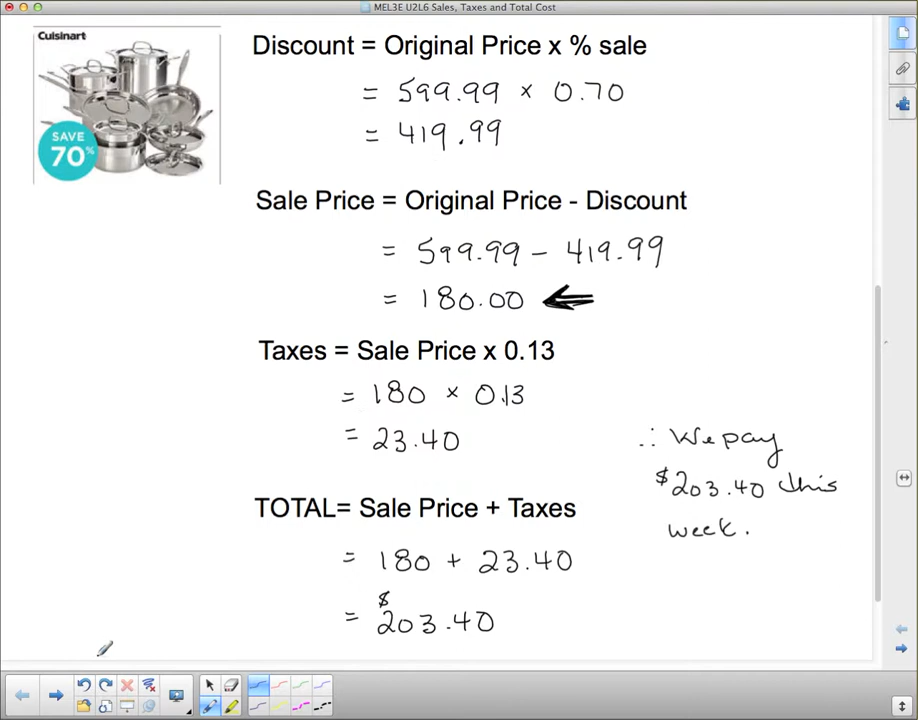 MEL3E U2L6 Sales, Taxes and Total Cost
Cuisinart
SAVE
70%
Discount = Original Price x % sale
= 599.99 × 0.70
= 419.99
Sale Price = Original Price - Discount
= 599.99 - 419.99
= 180.00
Taxes = Sale Price x 0.13
= 180 × 0.13
= 23.40
TOTAL= Sale Price + Taxes
= 180 + 23.40
= $203.40
∴ We pay
$203.40 this
week.